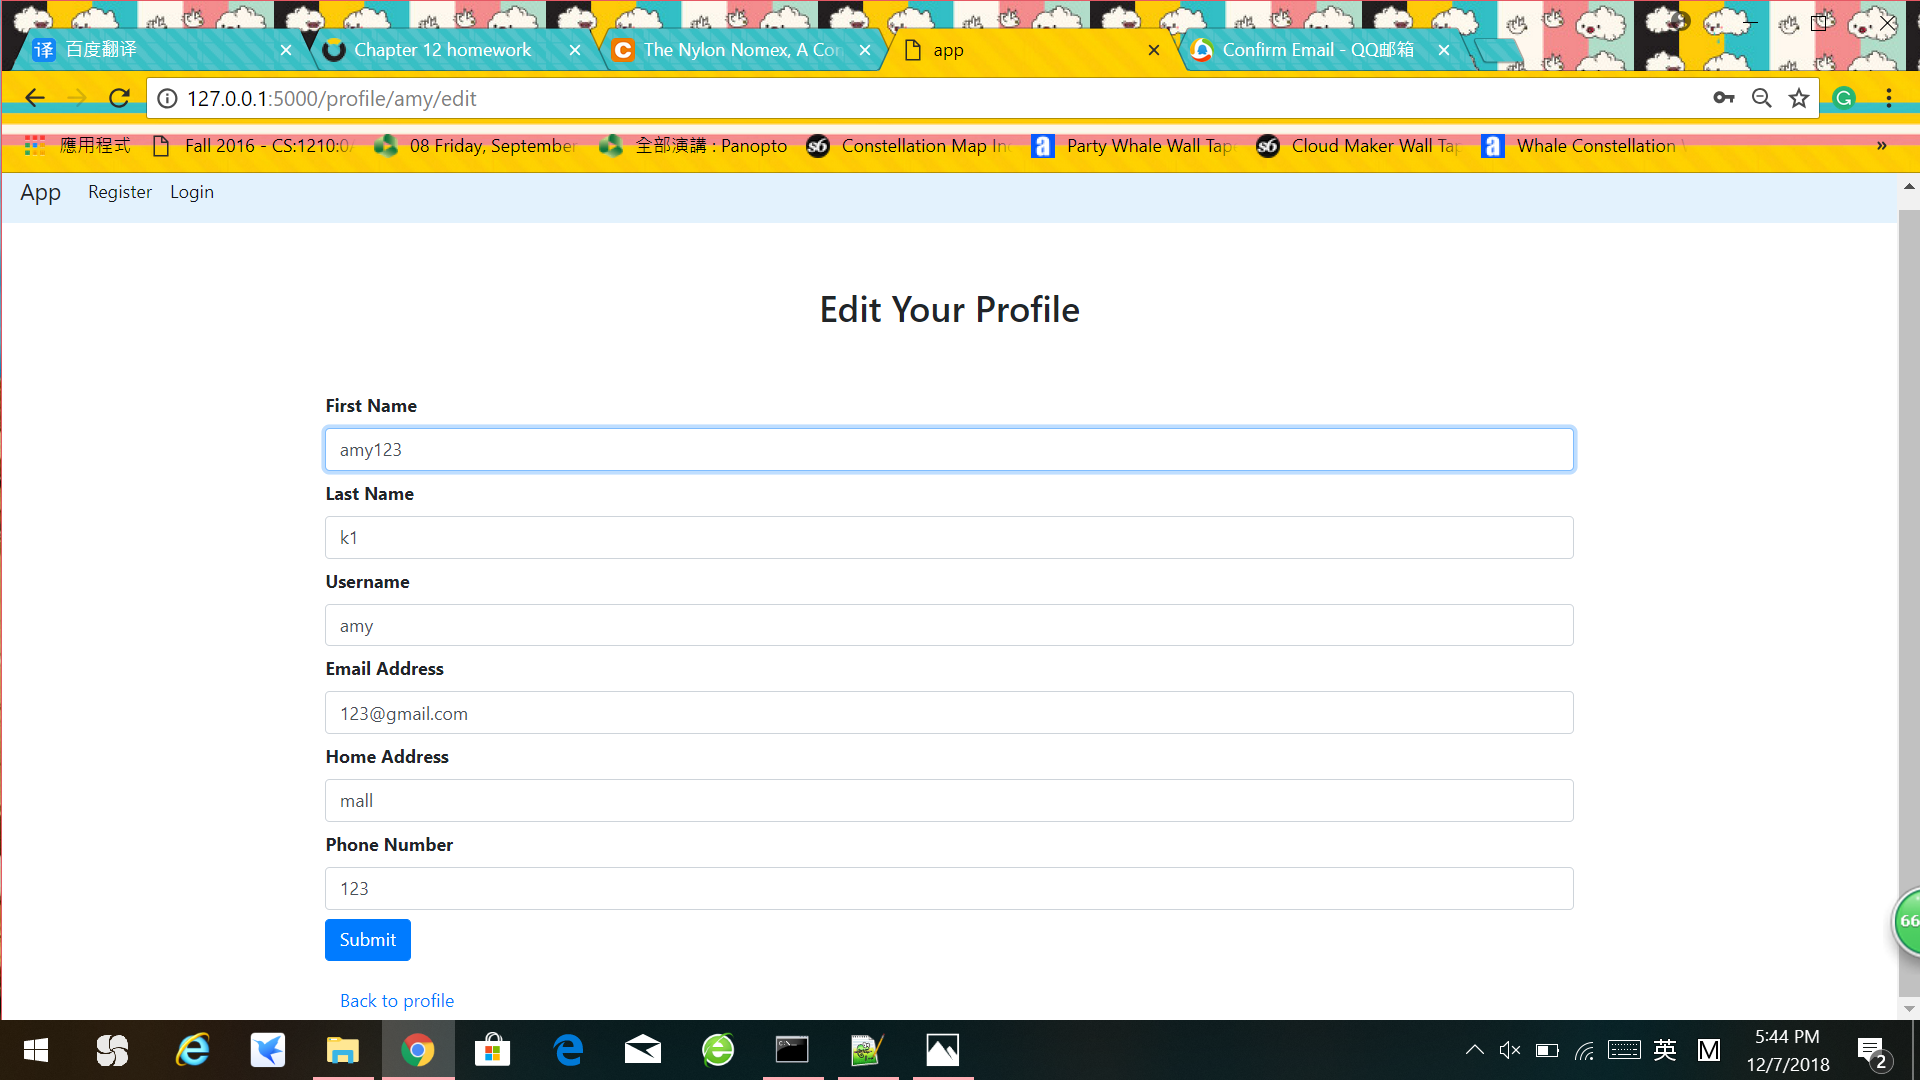 译 百度翻译
Chapter 12 homework
The Nylon Nomex, A Con
app
Confirm Email - QQ邮箱
127.0.0.1:5000/profile/amy/edit
應用程式
Fall 2016 - CS:1210:0
08 Friday, September
全部演講 : Panopto
s6 Constellation Map In
a Party Whale Wall Tap
s6 Cloud Maker Wall Ta
a Whale Constellation
»
App Register Login
Edit Your Profile
First Name
amy123
Last Name
k1
Username
amy
Email Address
123@gmail.com
Home Address
mall
Phone Number
123
66
Submit
Back to profile
英 M
5:44 PM
12/7/2018
2